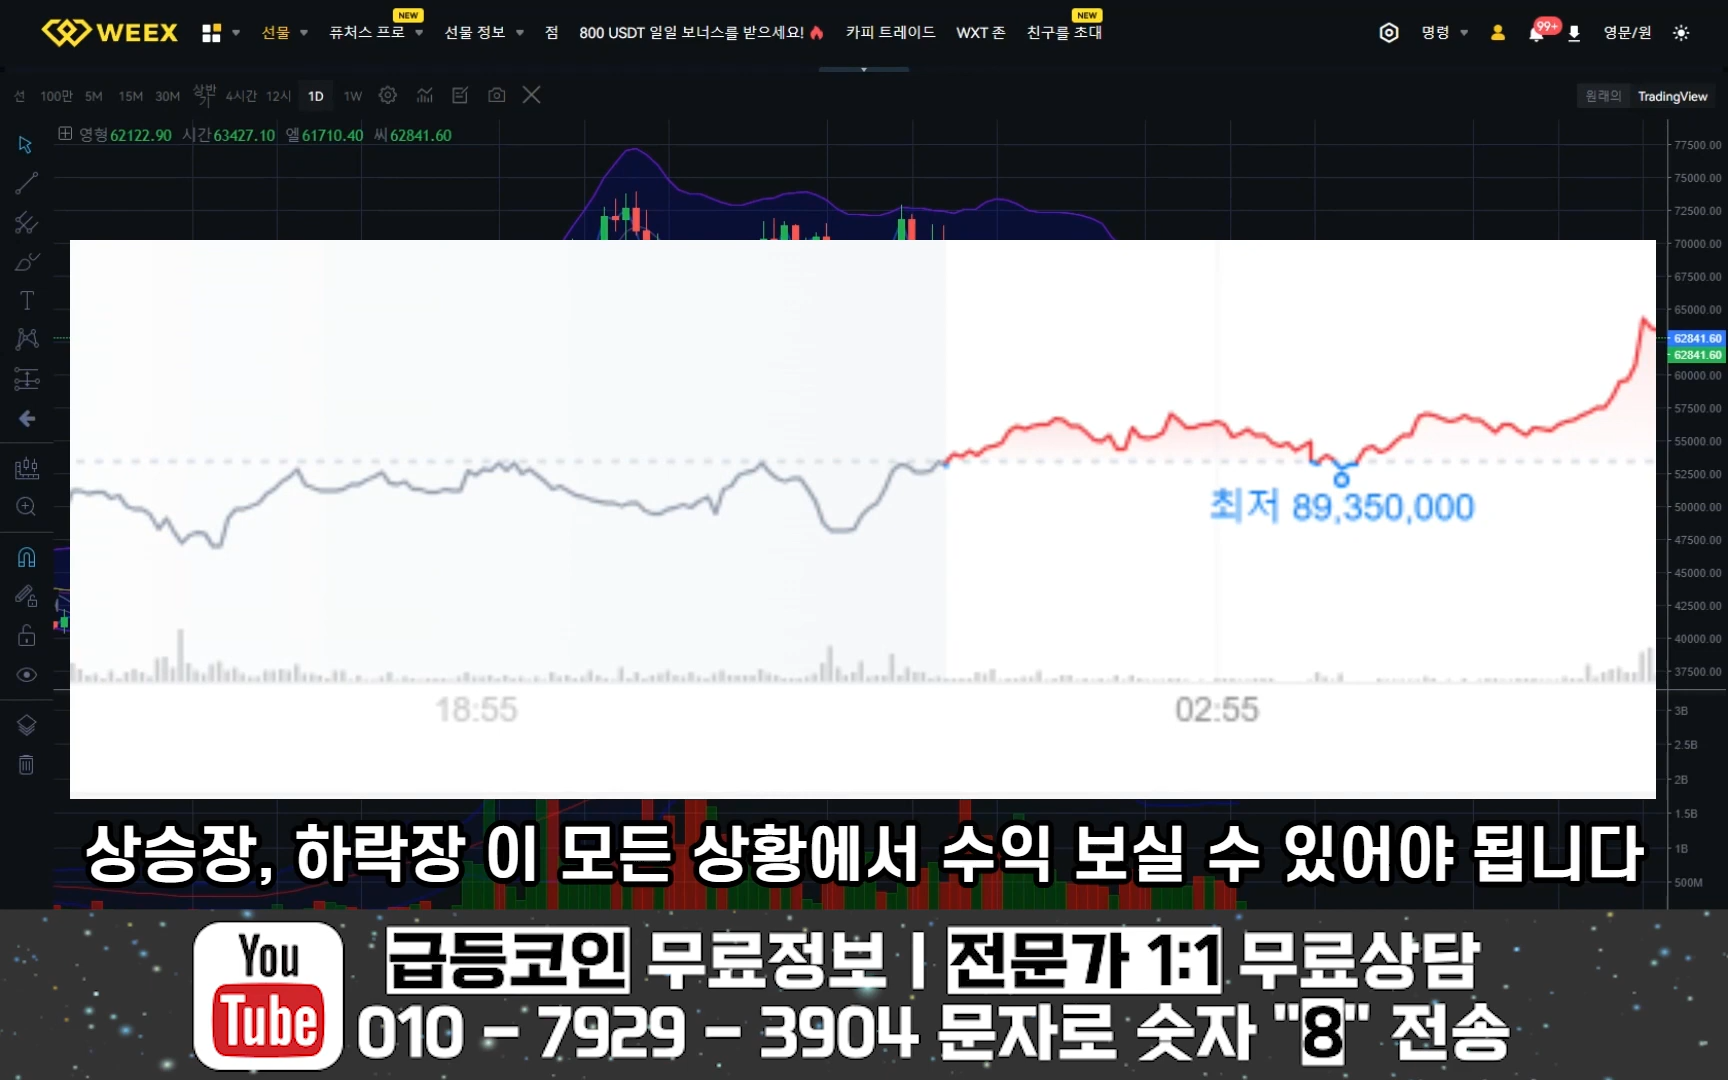 WEEX
선물
퓨처스 프로
NEW
선물 정보
점
800 USDT 일일 보너스를 받으세요!
카피 트레이드
WXT 존
친구를 초대
NEW
명령
99+
영문/원
선
100만
5M
15M
30M
상반기
4시간
12시
1D
1W
원래의
TradingView
영형62122.90 시간63427.10 엘61710.40 씨62841.60
77500.00
75000.00
72500.00
70000.00
67500.00
65000.00
62841.60
62841.60
60000.00
57500.00
55000.00
52500.00
50000.00
47500.00
45000.00
42500.00
40000.00
37500.00
3B
2.5B
2B
1.5B
1B
500M
최저 89,350,000
18:55
02:55
상승장, 하락장 이 모든 상황에서 수익 보실 수 있어야 됩니다
You Tube
급등코인 무료정보 | 전문가 1:1 무료상담
010 - 7929 - 3904 문자로 숫자 "8" 전송